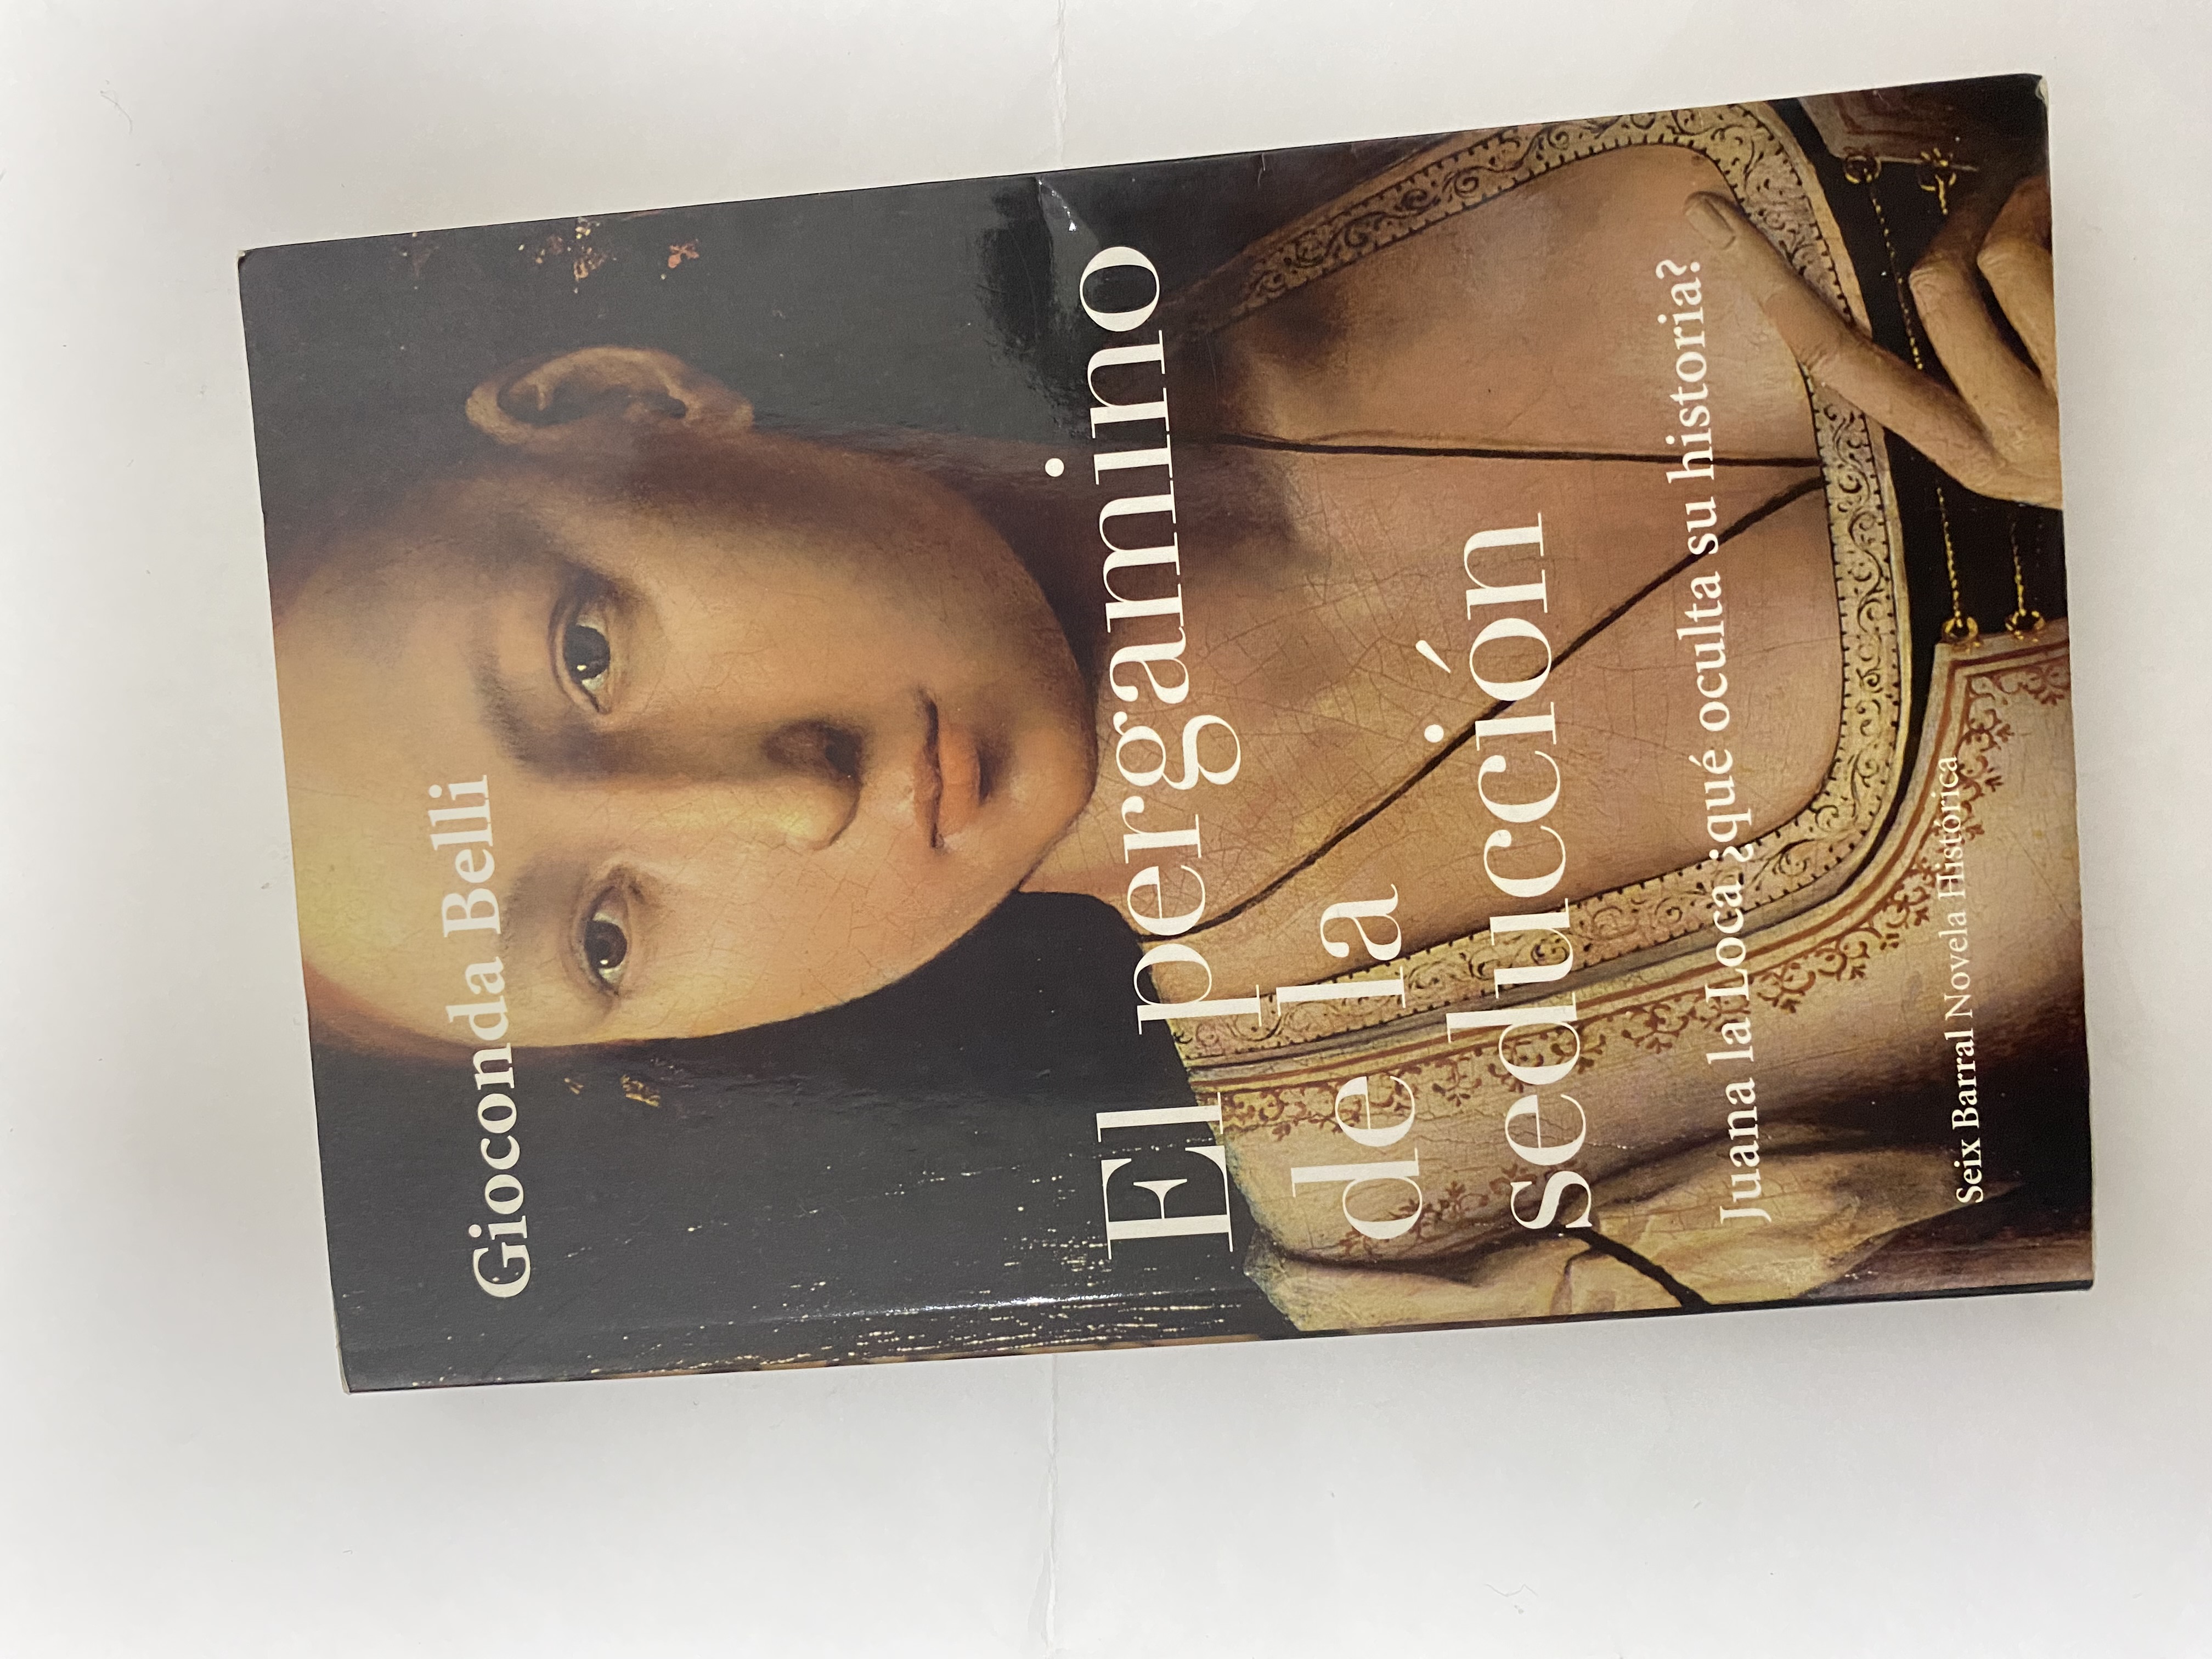 Gioconda Belli
El pergamino
de la
seducción
Juana la Loca ¿qué oculta su historia?
Seix Barral Novela Histórica